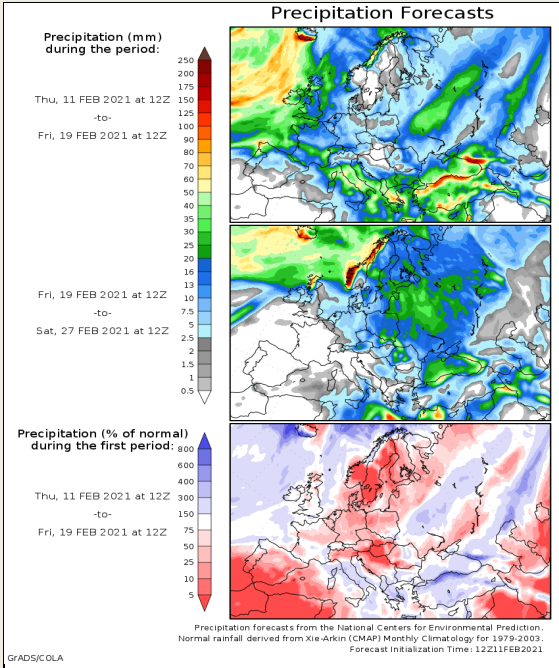 Precipitation Forecasts
Precipitation (mm)
during the period:
Thu, 11 FEB 2021 at 12Z
-to-
Fri, 19 FEB 2021 at 12Z
250
200
175
150
125
100
90
80
70
60
50
40
35
30
25
20
16
13
10
7.5
5
2.5
2
1.5
1
0.5
Fri, 19 FEB 2021 at 12Z
-to-
Sat, 27 FEB 2021 at 12Z
Precipitation (% of normal)
during the first period:
Thu, 11 FEB 2021 at 12Z
-to-
Fri, 19 FEB 2021 at 12Z
800
600
400
300
150
75
50
25
10
5
Precipitation forecasts from the National Centers for Environmental Prediction.
Normal rainfall derived from Xie-Arkin (CMAP) Monthly Climatology for 1979-2003.
Forecast Initialization Time: 12Z11FEB2021
GrADS/COLA